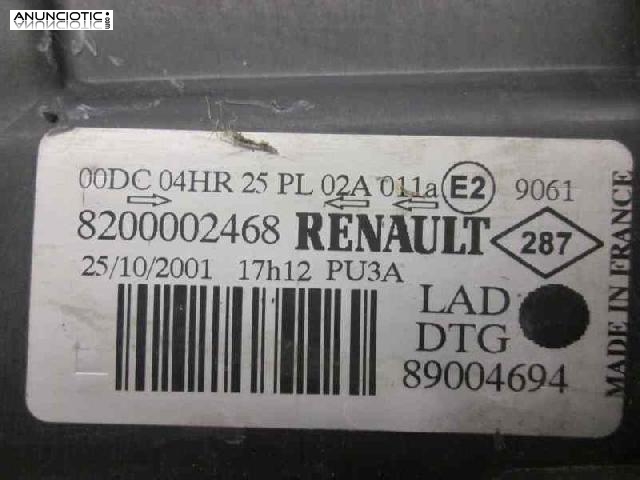 ANUNCIOTIC.com
00DC 04HR 25 PL 02A 011a E2 9061
8200002468 RENAULT 287
25/10/2001 17h12 PU3A
LAD
DTG
89004694
MADE IN FRANCE